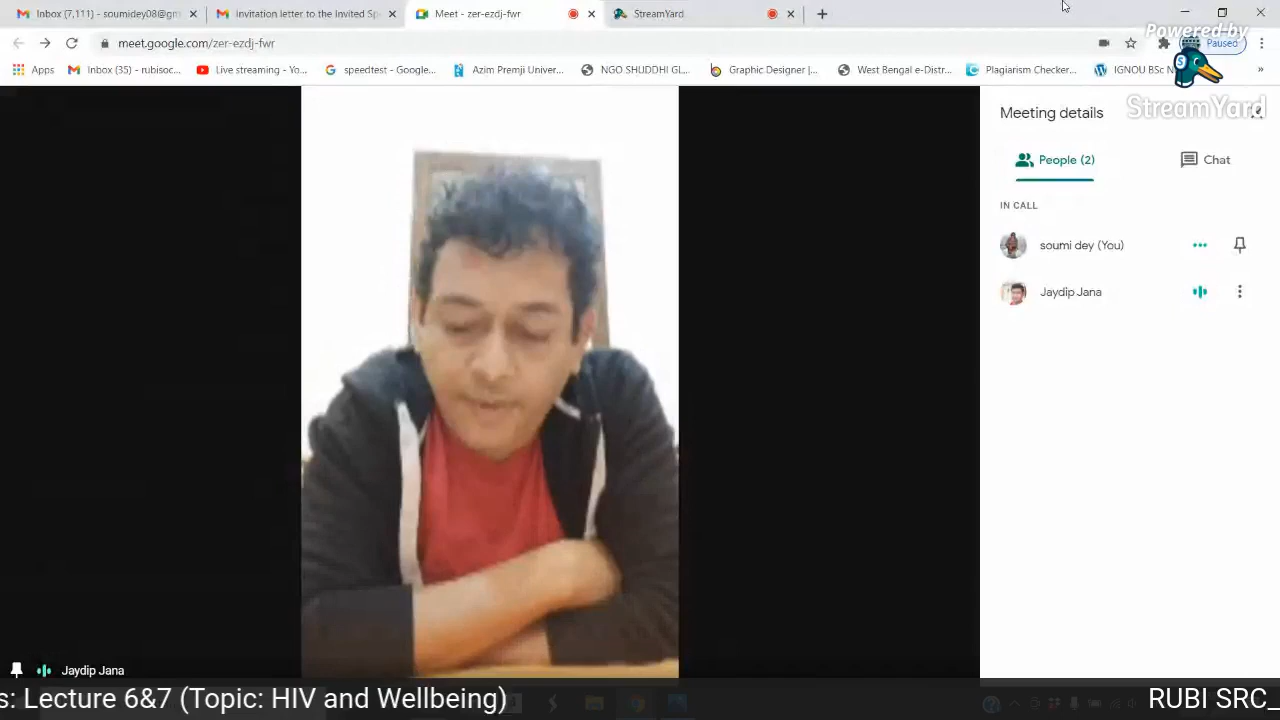 Inbox (7,111) - soumidey08@gm
Invitation letter to the Invited Sp
Meet - zer-ezdj-fwr
StreamYard
meet.google.com/zer-ezdj-fwr
Paused
Powered by
StreamYard
Apps
Inbox (35) - rubisoc...
Live streaming - Yo...
speedtest - Google...
Azim Premji Univer...
NGO SHUDDHI GL...
Graphic Designer |...
West Bengal e-Distr...
Plagiarism Checker...
IGNOU BSc N
Meeting details
People (2)
Chat
IN CALL
soumi dey (You)
Jaydip Jana
Jaydip Jana
s: Lecture 6&7 (Topic: HIV and Wellbeing)
RUBI SRC_